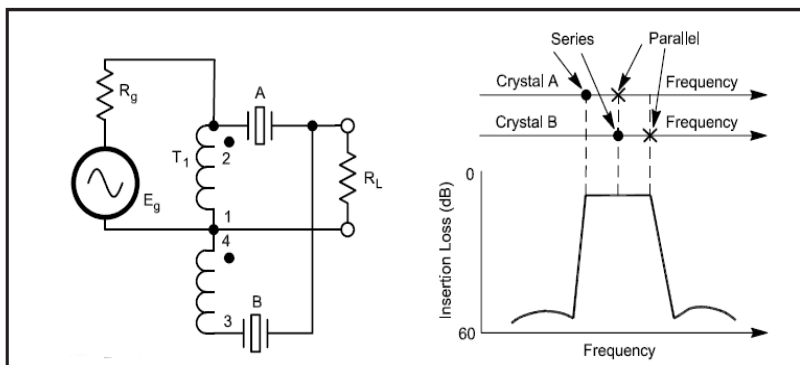 Rg
Eg
T1
2
1
4
3
A
B
RL
Series
Parallel
Crystal A
Frequency
Crystal B
Frequency
0
Insertion Loss (dB)
60
Frequency